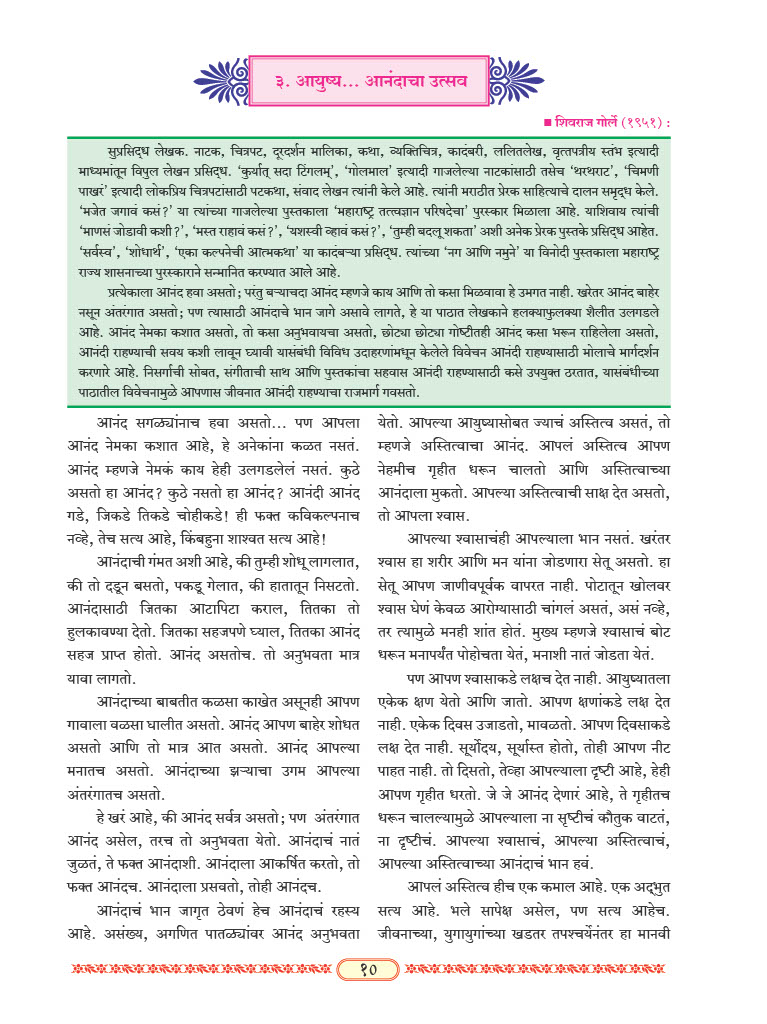 ३. आयुष्य... आनंदाचा उत्सव
■ शिवराज गोर्ले (१९५१) :
सुप्रसिद्ध लेखक. नाटक, चित्रपट, दूरदर्शन मालिका, कथा, व्यक्तिचित्र, कादंबरी, ललितलेख, वृत्तपत्रीय स्तंभ इत्यादी
माध्यमांतून विपुल लेखन प्रसिद्ध. ‘कुर्यात् सदा टिंगलम्’, ‘गोलमाल’ इत्यादी गाजलेल्या नाटकांसाठी तसेच ‘थरथराट’, ‘चिमणी
पाखरं’ इत्यादी लोकप्रिय चित्रपटांसाठी पटकथा, संवाद लेखन त्यांनी केले आहे. त्यांनी मराठीत प्रेरक साहित्याचे दालन समृद्ध केले.
‘मजेत जगावं कसं?’ या त्यांच्या गाजलेल्या पुस्तकाला ‘महाराष्ट्र तत्त्वज्ञान परिषदेचा’ पुरस्कार मिळाला आहे. याशिवाय त्यांची
‘माणसं जोडावी कशी?’, ‘मस्त राहावं कसं?’, ‘यशस्वी व्हावं कसं?’, ‘तुम्ही बदलू शकता’ अशी अनेक प्रेरक पुस्तके प्रसिद्ध आहेत.
‘सर्वस्व’, ‘शोधार्थ’, ‘एका कल्पनेची आत्मकथा’ या कादंबऱ्या प्रसिद्ध. त्यांच्या ‘नग आणि नमुने’ या विनोदी पुस्तकाला महाराष्ट्र
राज्य शासनाच्या पुरस्काराने सन्मानित करण्यात आले आहे.
प्रत्येकाला आनंद हवा असतो; परंतु बऱ्याचदा आनंद म्हणजे काय आणि तो कसा मिळवावा हे उमगत नाही. खरेतर आनंद बाहेर
नसून अंतरंगात असतो; पण त्यासाठी आनंदाचे भान जागे असावे लागते, हे या पाठात लेखकाने हलक्याफुलक्या शैलीत उलगडले
आहे. आनंद नेमका कशात असतो, तो कसा अनुभवायचा असतो, छोट्या छोट्या गोष्टीतही आनंद कसा भरून राहिलेला असतो,
आनंदी राहण्याची सवय कशी लावून घ्यावी यासंबंधी विविध उदाहरणांमधून केलेले विवेचन आनंदी राहण्यासाठी मोलाचे मार्गदर्शन
करणारे आहे. निसर्गाची सोबत, संगीताची साथ आणि पुस्तकांचा सहवास आनंदी राहण्यासाठी कसे उपयुक्त ठरतात, यासंबंधीच्या
पाठातील विवेचनामुळे आपणास जीवनात आनंदी राहण्याचा राजमार्ग गवसतो.
आनंद सगळ्यांनाच हवा असतो... पण आपला
आनंद नेमका कशात आहे, हे अनेकांना कळत नसतं.
आनंद म्हणजे नेमकं काय हेही उलगडलेलं नसतं. कुठे
असतो हा आनंद? कुठे नसतो हा आनंद? आनंदी आनंद
गडे, जिकडे तिकडे चोहीकडे! ही फक्त कविकल्पनाच
नव्हे, तेच सत्य आहे, किंबहुना शाश्वत सत्य आहे!
आनंदाची गंमत अशी आहे, की तुम्ही शोधू लागलात,
की तो दडून बसतो, पकडू गेलात, की हातातून निसटतो.
आनंदासाठी जितका आटापिटा कराल, तितका तो
हुलकावण्या देतो. जितका सहजपणे घ्याल, तितका आनंद
सहज प्राप्त होतो. आनंद असतोच. तो अनुभवता मात्र
यावा लागतो.
आनंदाच्या बाबतीत कळसा काखेत असूनही आपण
गावाला वळसा घालीत असतो. आनंद आपण बाहेर शोधत
असतो आणि तो मात्र आत असतो. आनंद आपल्या
मनातच असतो. आनंदाच्या झऱ्याचा उगम आपल्या
अंतरंगातच असतो.
हे खरं आहे, की आनंद सर्वत्र असतो; पण अंतरंगात
आनंद असेल, तरच तो अनुभवता येतो. आनंदाचं नातं
जुळतं, ते फक्त आनंदाशी. आनंदाला आकर्षित करतो, तो
फक्त आनंदच. आनंदाला प्रसवतो, तोही आनंदच.
आनंदाचं भान जागृत ठेवणं हेच आनंदाचं रहस्य
आहे. असंख्य, अगणित पातळ्यांवर आनंद अनुभवता
येतो. आपल्या आयुष्यासोबत ज्याचं अस्तित्व असतं, तो
म्हणजे अस्तित्वाचा आनंद. आपलं अस्तित्व आपण
नेहमीच गृहीत धरून चालतो आणि अस्तित्वाच्या
आनंदाला मुकतो. आपल्या अस्तित्वाची साक्ष देत असतो,
तो आपला श्वास.
आपल्या श्वासाचंही आपल्याला भान नसतं. खरंतर
श्वास हा शरीर आणि मन यांना जोडणारा सेतू असतो. हा
सेतू आपण जाणीवपूर्वक वापरत नाही. पोटातून खोलवर
श्वास घेणं केवळ आरोग्यासाठी चांगलं असतं, असं नव्हे,
तर त्यामुळे मनही शांत होतं. मुख्य म्हणजे श्वासाचं बोट
धरून मनापर्यंत पोहोचता येतं, मनाशी नातं जोडता येतं.
पण आपण श्वासाकडे लक्षच देत नाही. आयुष्यातला
एकेक क्षण येतो आणि जातो. आपण क्षणांकडे लक्ष देत
नाही. एकेक दिवस उजाडतो, मावळतो. आपण दिवसाकडे
लक्ष देत नाही. सूर्योदय, सूर्यास्त होतो, तोही आपण नीट
पाहत नाही. तो दिसतो, तेव्हा आपल्याला दृष्टी आहे, हेही
आपण गृहीत धरतो. जे जे आनंद देणारं आहे, ते गृहीतच
धरून चालल्यामुळे आपल्याला ना सृष्टीचं कौतुक वाटतं,
ना दृष्टीचं. आपल्या श्वासाचं, आपल्या अस्तित्वाचं,
आपल्या अस्तित्वाच्या आनंदाचं भान हवं.
आपलं अस्तित्व हीच एक कमाल आहे. एक अद्भुत
सत्य आहे. भले सापेक्ष असेल, पण सत्य आहेच.
जीवनाच्या, युगायुगांच्या खडतर तपश्चर्येनंतर हा मानवी
१०